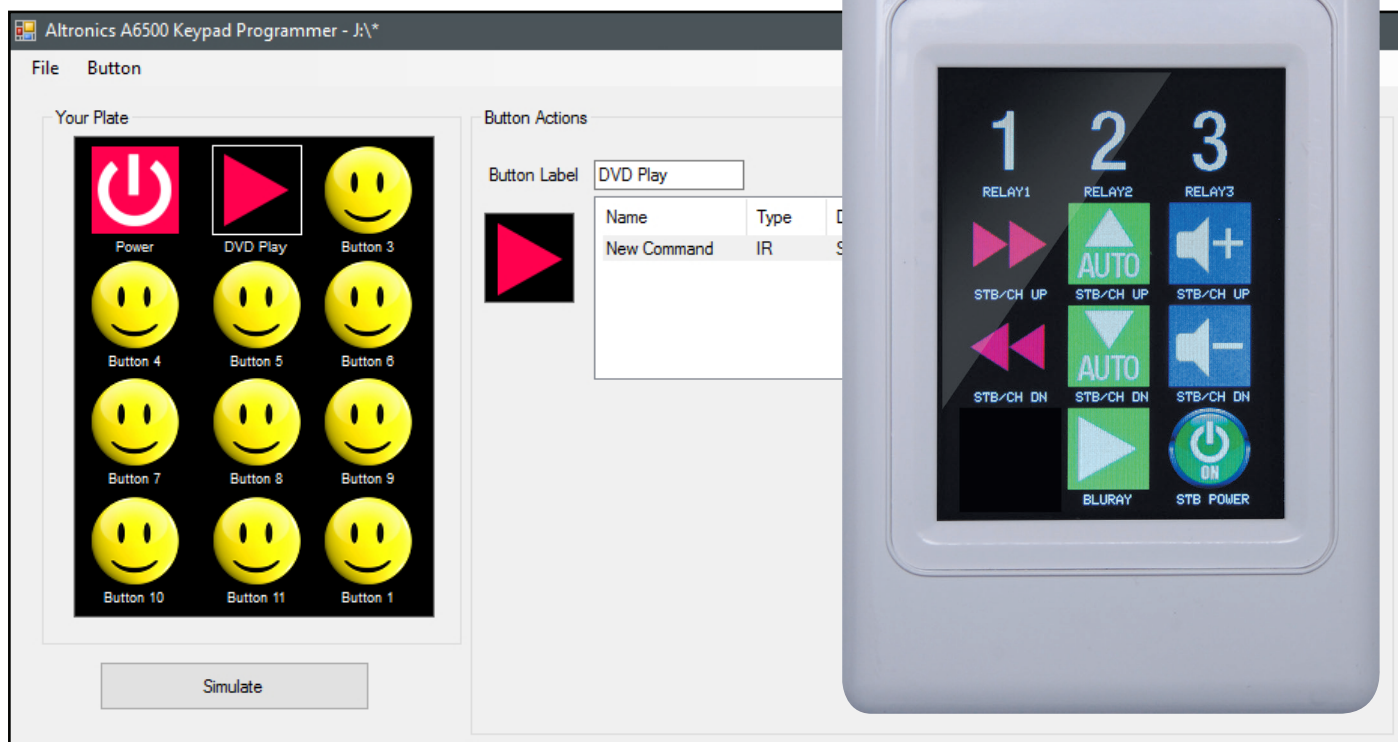 Altronics A6500 Keypad Programmer - J:\*
File Button
Your Plate
Power DVD Play Button 3
Button 4 Button 5 Button 6
Button 7 Button 8 Button 9
Button 10 Button 11 Button 1
Simulate
Button Actions
Button Label DVD Play
Name Type D
New Command IR S
1 2 3
RELAY1 RELAY2 RELAY3
AUTO
STB/CH UP STB/CH UP STB/CH UP
AUTO
STB/CH DN STB/CH DN STB/CH DN
ON
BLURAY STB POWER